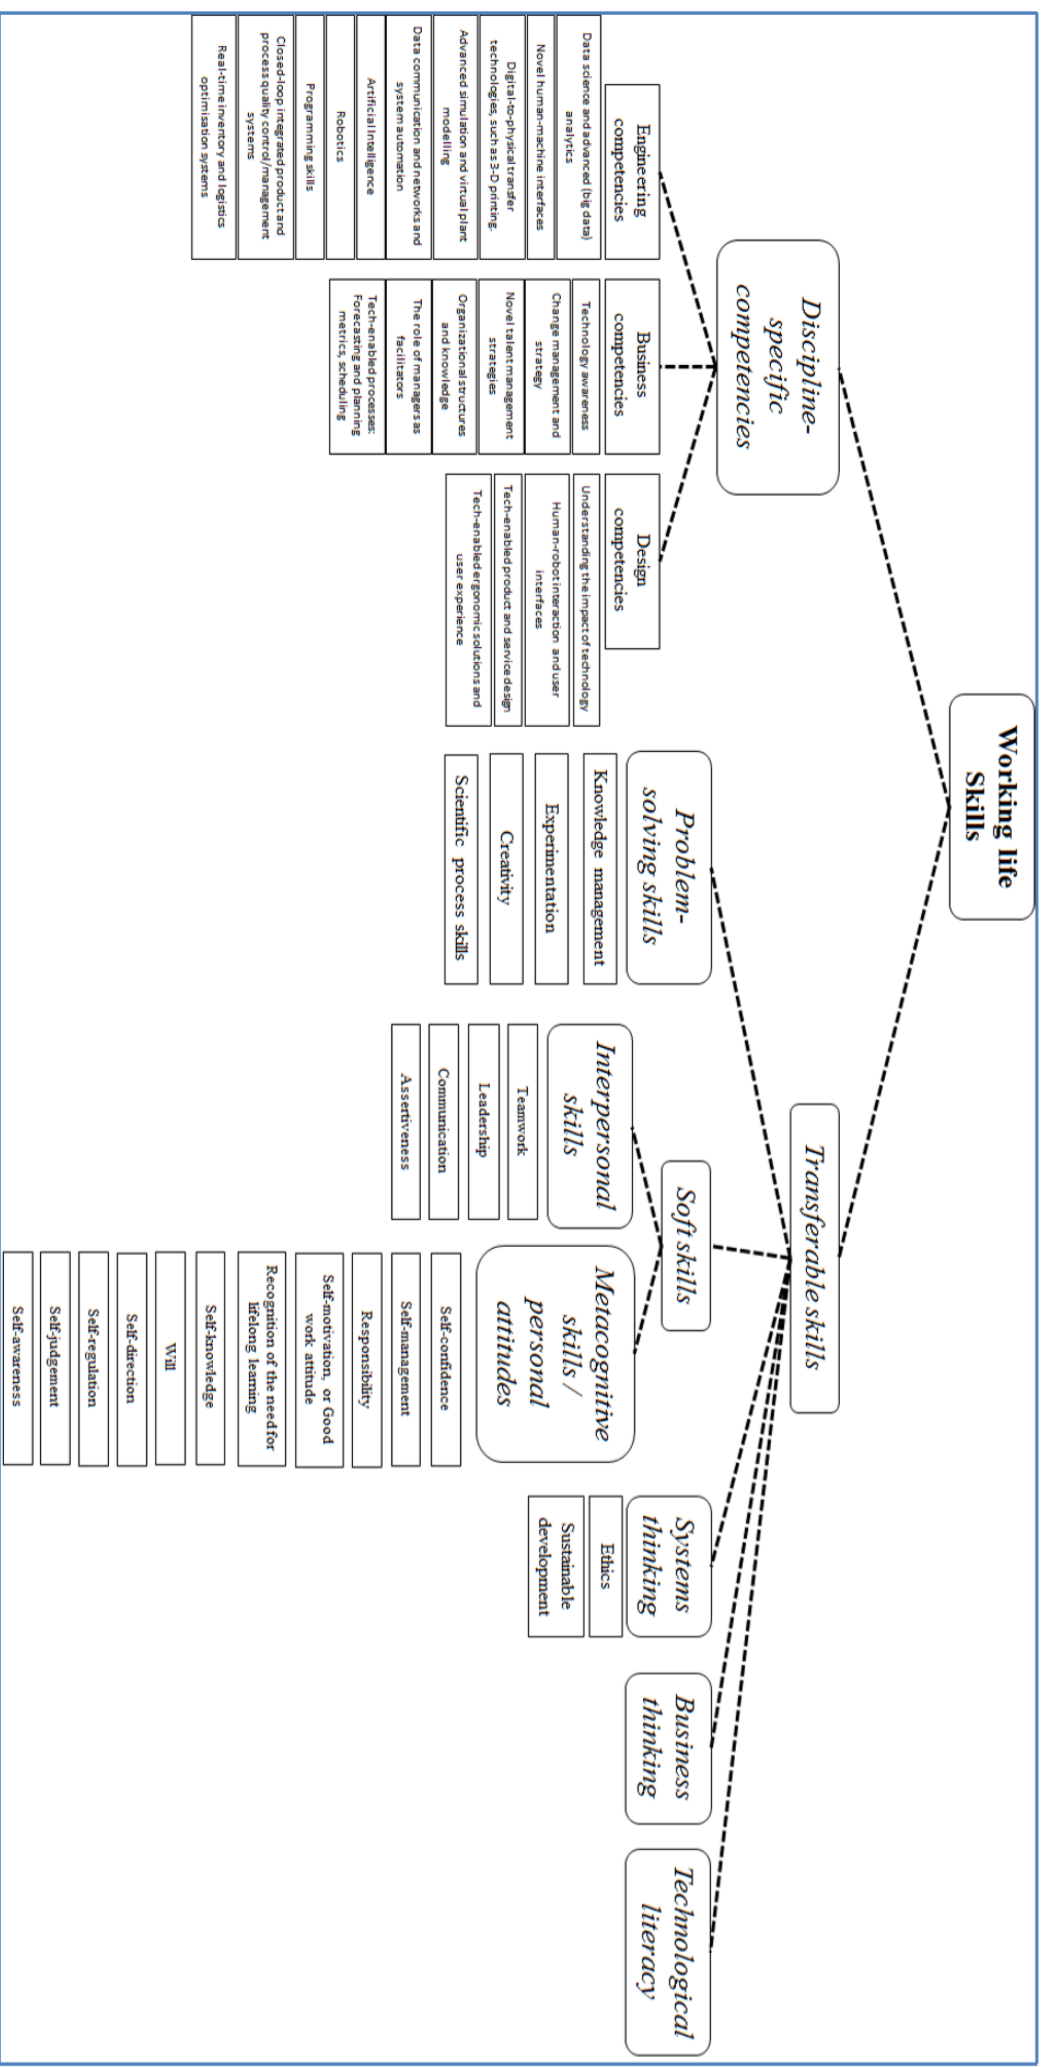 Working life
Skills
Discipline-
specific
competencies
Transferable skills
Engineering
competencies
Data science and advanced (big data)
analytics
Novel human-machine interfaces
Digital-to-physical transfer
technologies, such as 3-D printing.
Advanced simulation and virtual plant
modelling
Data communication and networks and
system automation
Artificial Intelligence
Robotics
Programming skills
Closed-loop integrated product and
process quality control/management
systems
Real-time inventory and logistics
optimisation systems
Business
competencies
Technology awareness
Change management and
strategy
Novel talent management
strategies
Organizational structures
and knowledge
The role of managers as
facilitators
Tech-enabled processes:
Forecasting and planning
metrics, scheduling
Design
competencies
Understanding the impact of technology
Human-robot interaction and user
interfaces
Tech-enabled product and service design
Tech-enabled ergonomic solutions and
user experience
Problem-
solving skills
Knowledge management
Experimentation
Creativity
Scientific process skills
Soft skills
Interpersonal
skills
Teamwork
Leadership
Communication
Assertiveness
Metacognitive
skills /
personal
attitudes
Self-confidence
Self-management
Responsibility
Self-motivation, or Good
work attitude
Recognition of the need for
lifelong learning
Self-knowledge
Will
Self-direction
Self-regulation
Self-judgement
Self-awareness
Systems
thinking
Ethics
Sustainable
development
Business
thinking
Technological
literacy